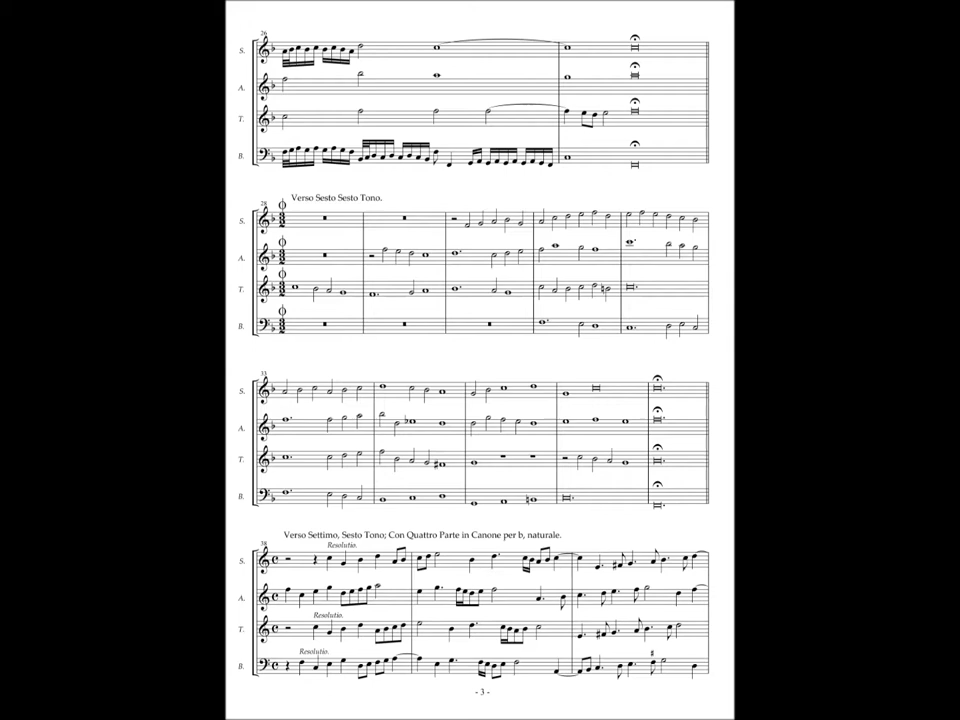 26
S.
A.
T.
B.
Verso Sesto Sesto Tono.
28
S.
A.
T.
B.
33
S.
A.
T.
B.
Verso Settimo, Sesto Tono; Con Quattro Parte in Canone per b, naturale.
38
Resolutio.
S.
A.
Resolutio.
T.
Resolutio.
B.
- 3 -